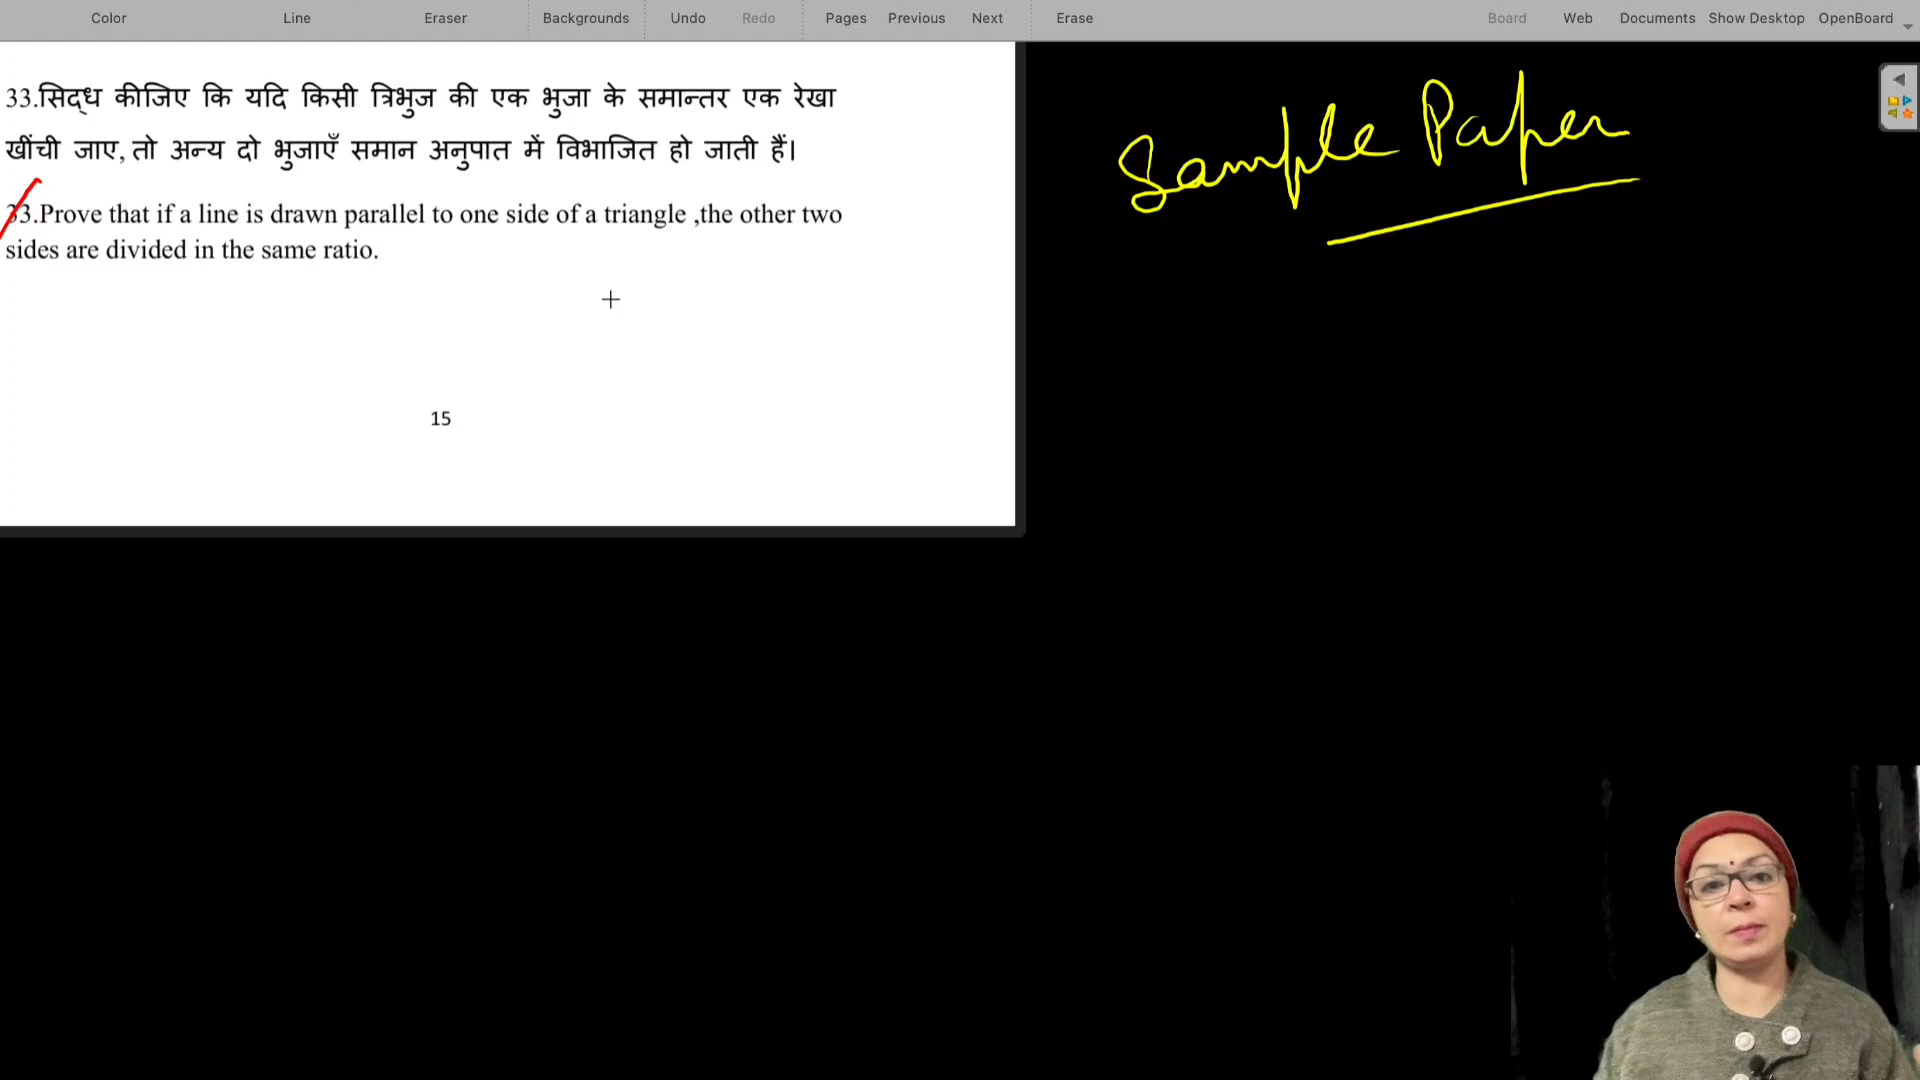 Color Line Eraser Backgrounds Undo Redo Pages Previous Next Erase Board Web Documents Show Desktop OpenBoard
33.सिद्ध कीजिए कि यदि किसी त्रिभुज की एक भुजा के समान्तर एक रेखा
खींची जाए, तो अन्य दो भुजाएँ समान अनुपात में विभाजित हो जाती हैं।
33.Prove that if a line is drawn parallel to one side of a triangle ,the other two
sides are divided in the same ratio.
15
Sample Paper